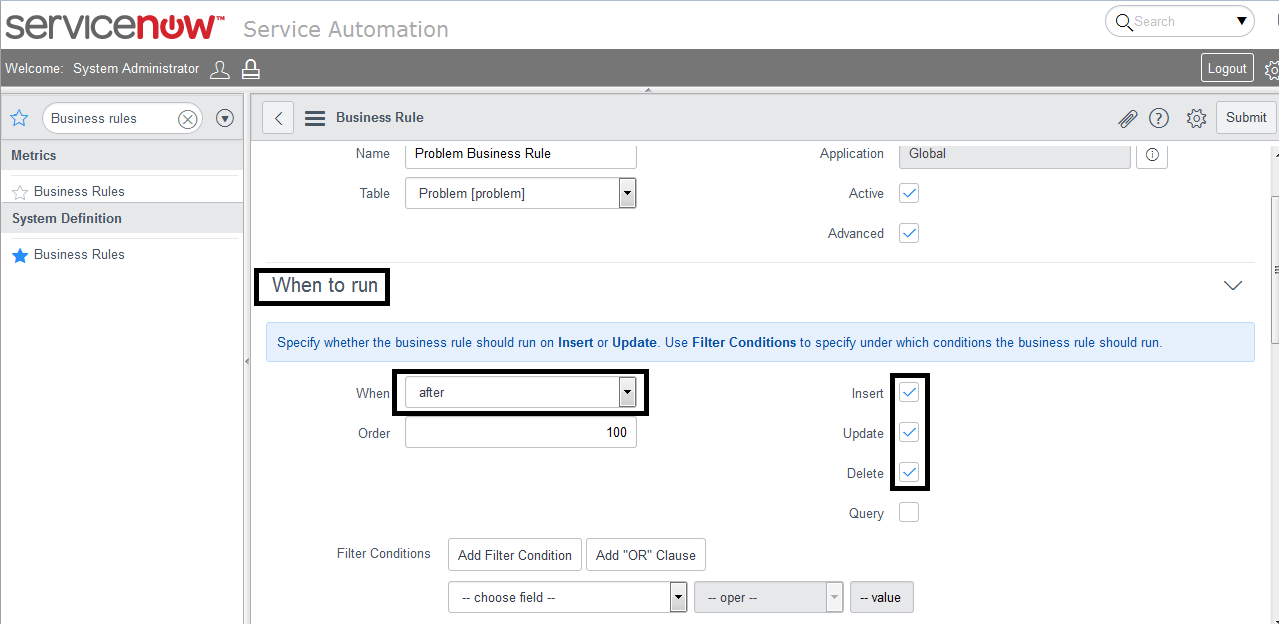 servicenow™ Service Automation
Search
Welcome: System Administrator
Logout
Business rules
Business Rule
Submit
Metrics
Business Rules
System Definition
Business Rules
Name Problem Business Rule
Application Global
Table Problem [problem]
Active
Advanced
When to run
Specify whether the business rule should run on Insert or Update. Use Filter Conditions to specify under which conditions the business rule should run.
When after
Insert
Order 100
Update
Delete
Query
Filter Conditions Add Filter Condition Add "OR" Clause
-- choose field -- -- oper -- -- value